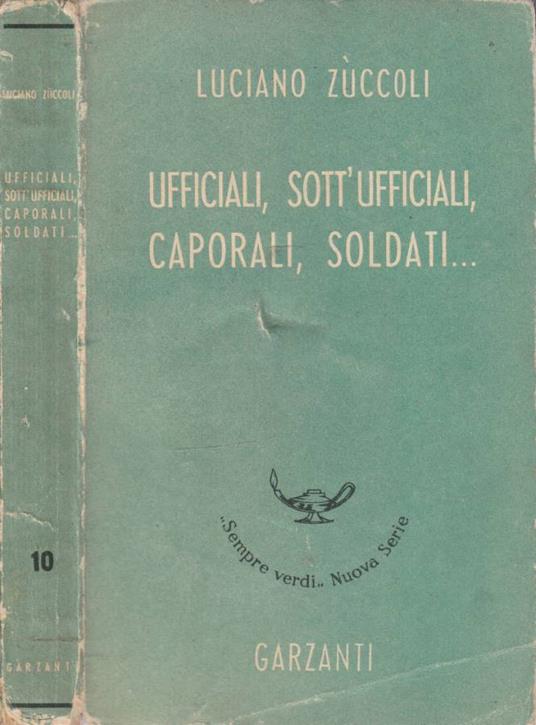 LUCIANO ZÙCCOLI
UFFICIALI,
SOTT'UFFICIALI,
CAPORALI,
SOLDATI...
10
GARZANTI
LUCIANO ZÙCCOLI
UFFICIALI, SOTT'UFFICIALI,
CAPORALI, SOLDATI...
„Sempre verdi„ Nuova Serie
GARZANTI